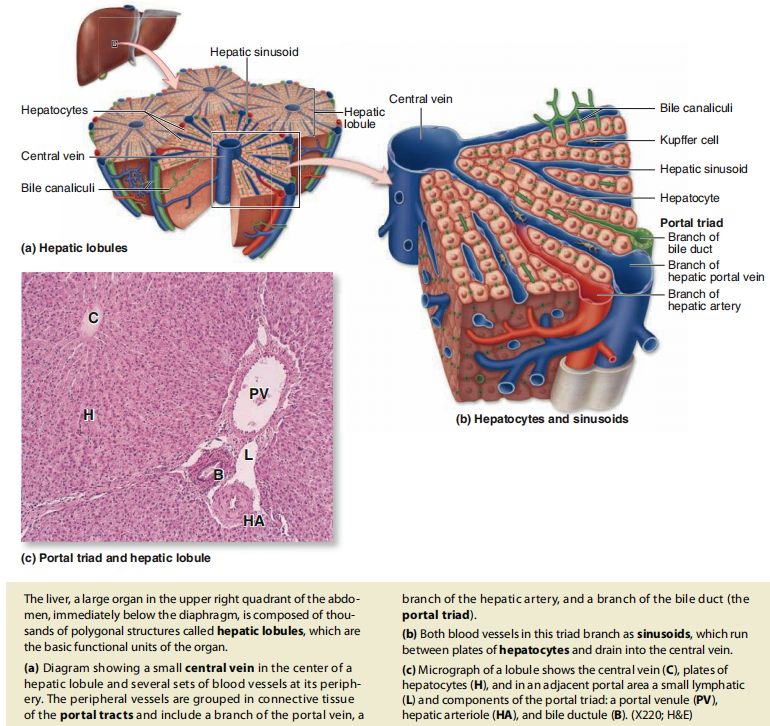 Hepatic sinusoid
Hepatocytes
Hepatic
lobule
Central vein
Bile canaliculi
(a) Hepatic lobules
Central vein
Bile canaliculi
Kupffer cell
Hepatic sinusoid
Hepatocyte
Portal triad
Branch of
bile duct
Branch of
hepatic portal vein
Branch of
hepatic artery
(b) Hepatocytes and sinusoids
C
PV
H
L
B
HA
(c) Portal triad and hepatic lobule
The liver, a large organ in the upper right quadrant of the abdo-
men, immediately below the diaphragm, is composed of thou-
sands of polygonal structures called hepatic lobules, which are
the basic functional units of the organ.
(a) Diagram showing a small central vein in the center of a
hepatic lobule and several sets of blood vessels at its periph-
ery. The peripheral vessels are grouped in connective tissue
of the portal tracts and include a branch of the portal vein, a
branch of the hepatic artery, and a branch of the bile duct (the
portal triad).
(b) Both blood vessels in this triad branch as sinusoids, which run
between plates of hepatocytes and drain into the central vein.
(c) Micrograph of a lobule shows the central vein (C), plates of
hepatocytes (H), and in an adjacent portal area a small lymphatic
(L) and components of the portal triad: a portal venule (PV),
hepatic arteriole (HA), and bile ductule (B). (X220; H&E)